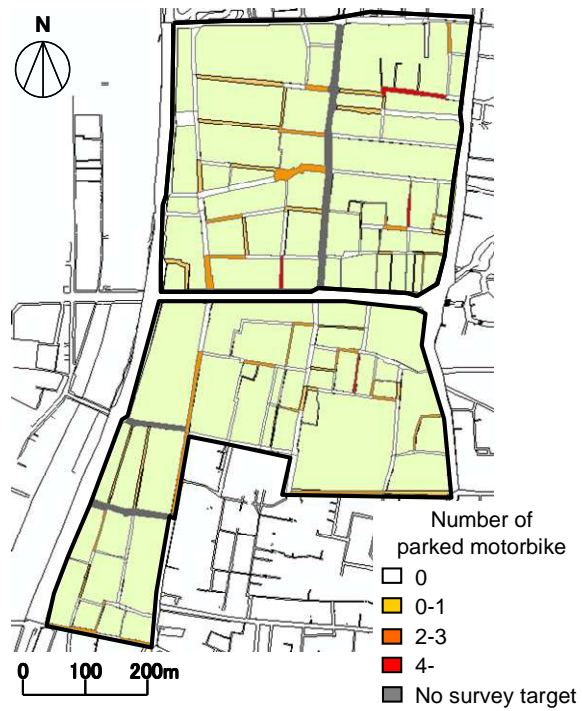 N
Number of
parked motorbike
0
0-1
2-3
4-
No survey target
0 100 200m